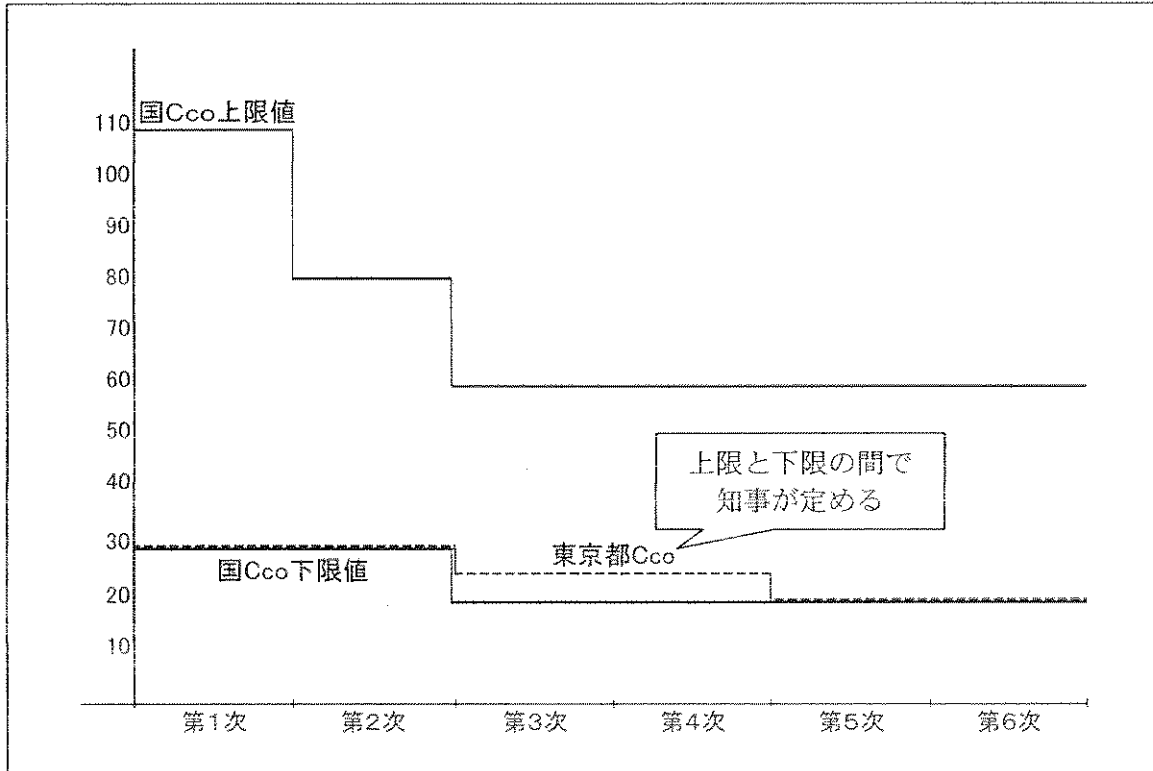 国Cco上限値
110
100
90
80
70
60
50
40
30
20
10
上限と下限の間で
知事が定める
東京都Cco
国Cco下限値
第1次
第2次
第3次
第4次
第5次
第6次